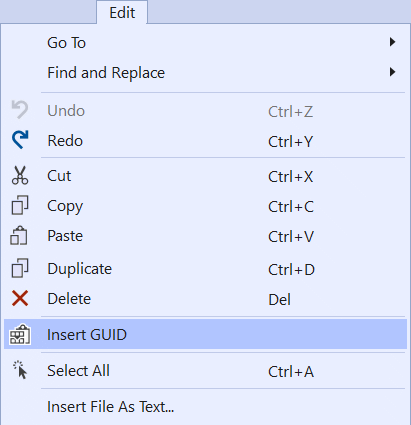 Edit
Go To
Find and Replace
Undo Ctrl+Z
Redo Ctrl+Y
Cut Ctrl+X
Copy Ctrl+C
Paste Ctrl+V
Duplicate Ctrl+D
Delete Del
Insert GUID
Select All Ctrl+A
Insert File As Text...